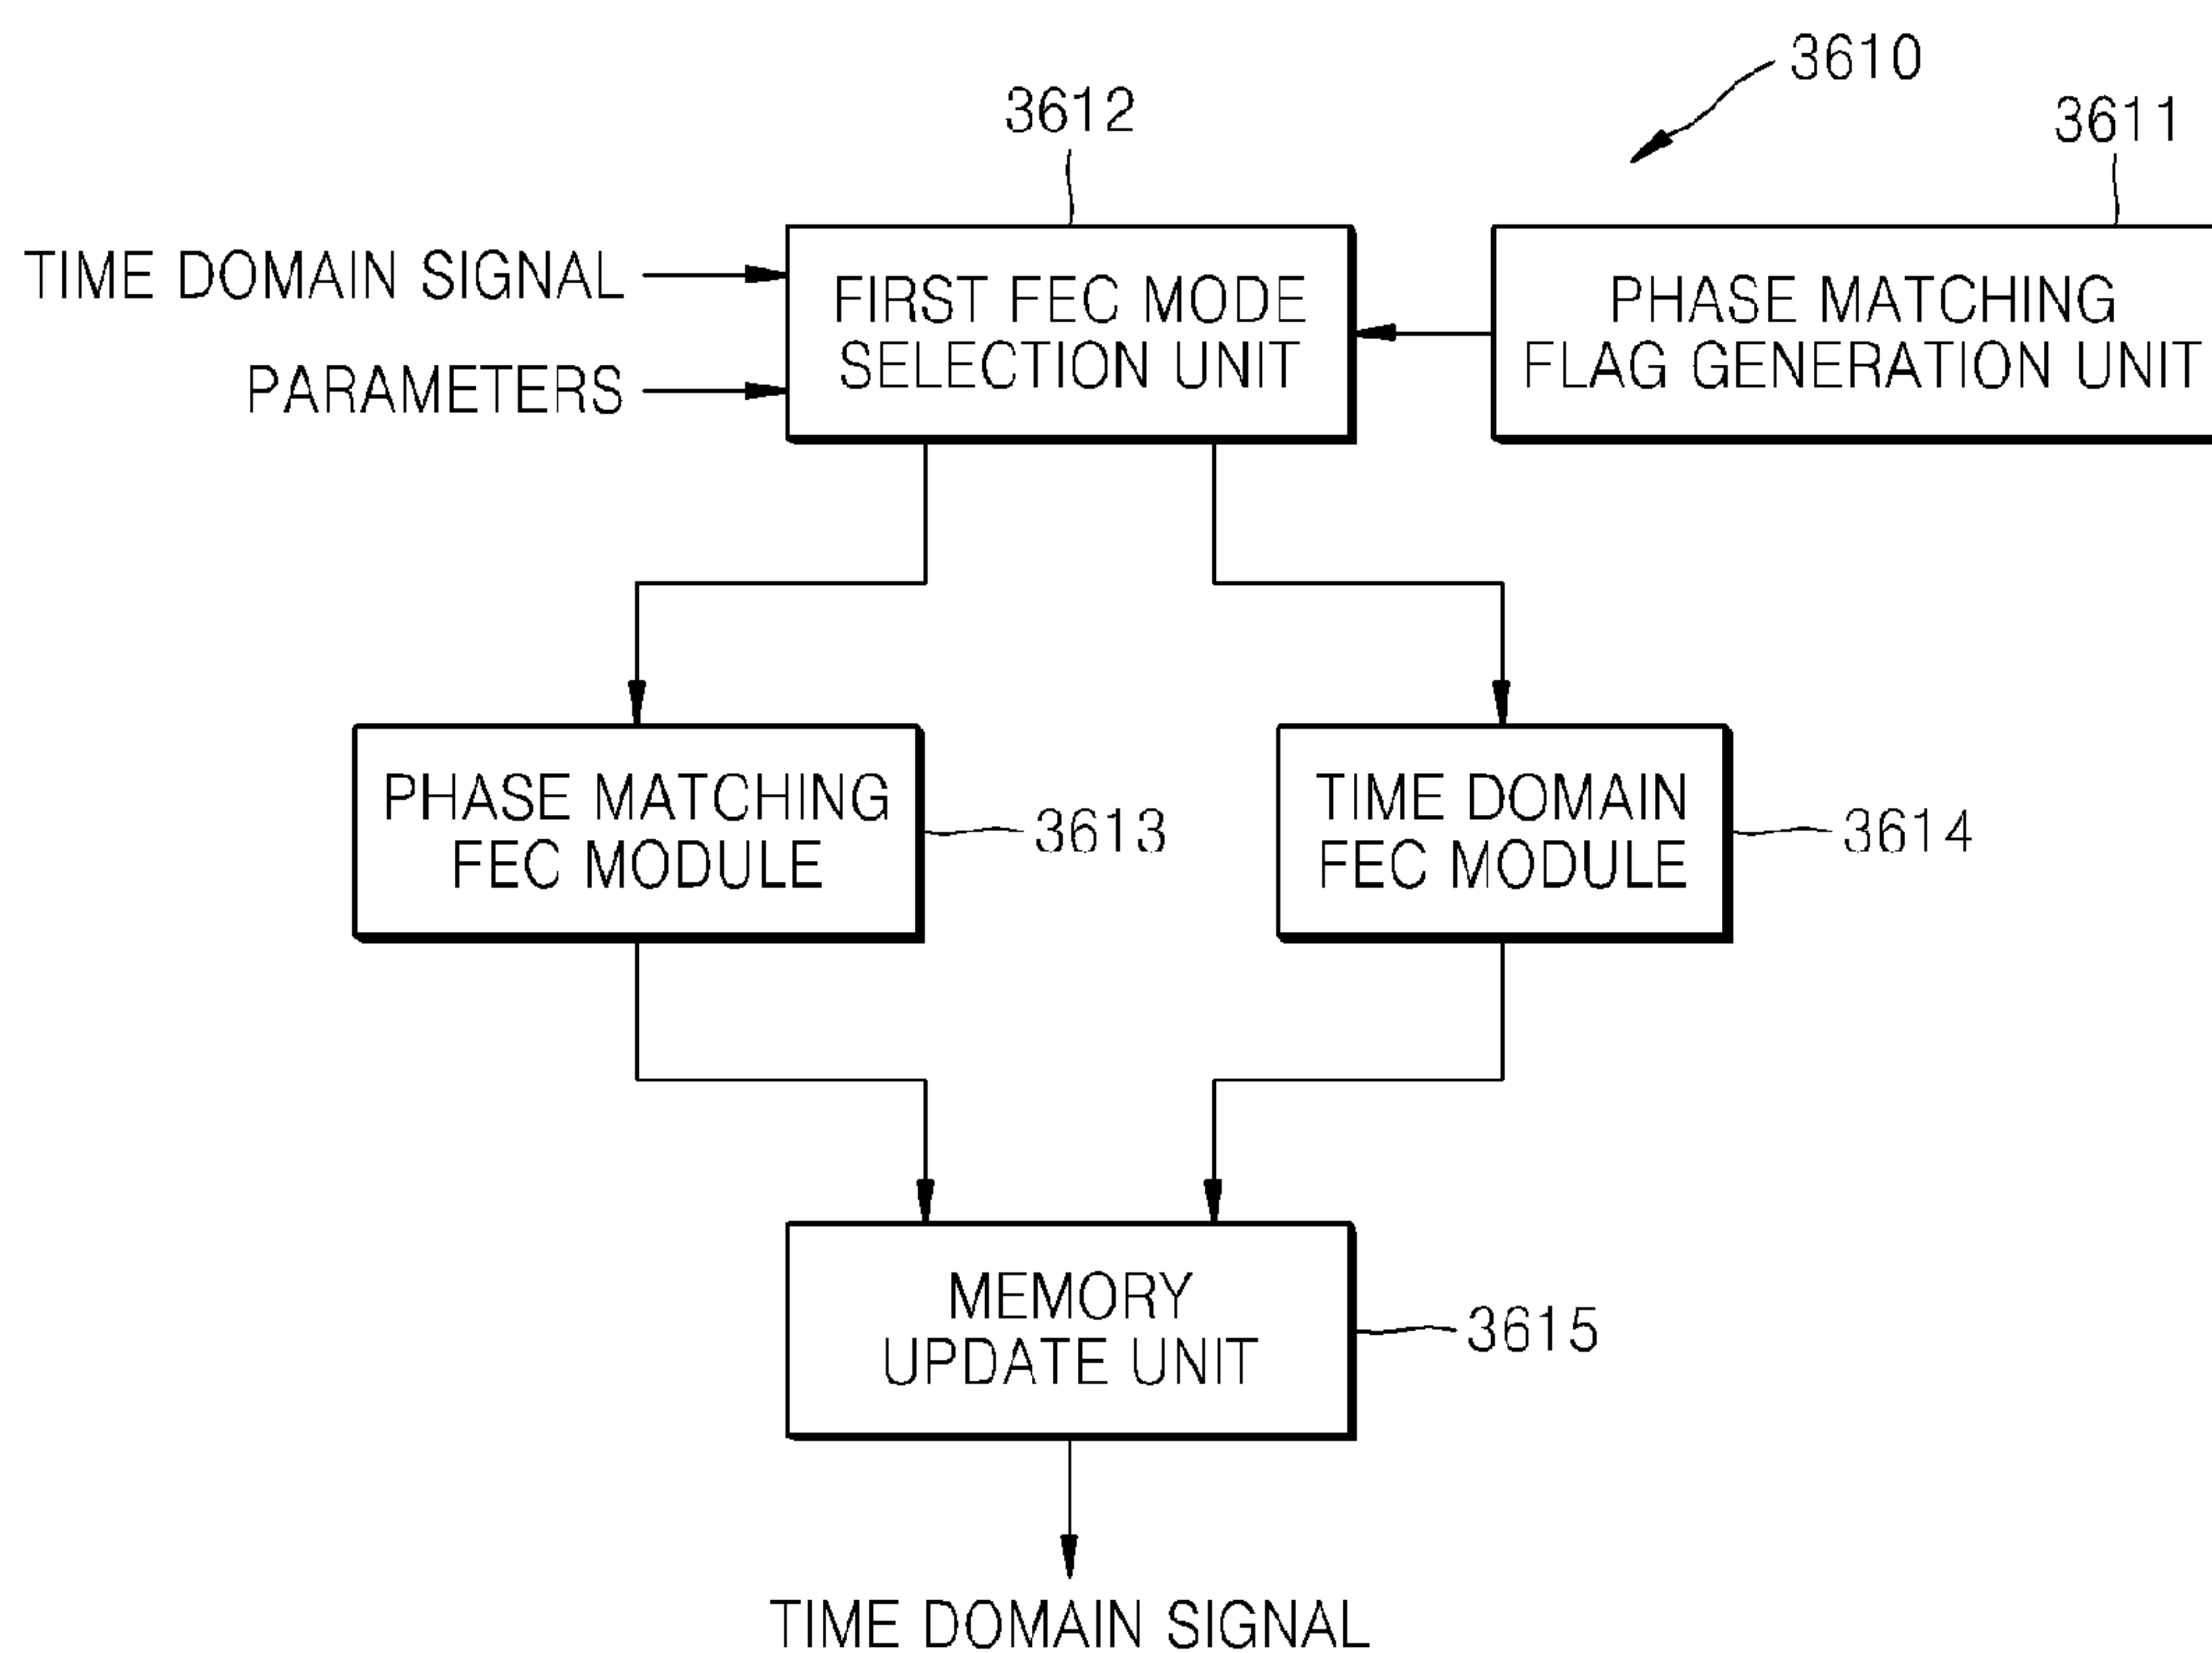 3610
3612
3611
TIME DOMAIN SIGNAL
PARAMETERS
FIRST FEC MODE
SELECTION UNIT
PHASE MATCHING
FLAG GENERATION UNIT
PHASE MATCHING
FEC MODULE
3613
TIME DOMAIN
FEC MODULE
3614
MEMORY
UPDATE UNIT
3615
TIME DOMAIN SIGNAL